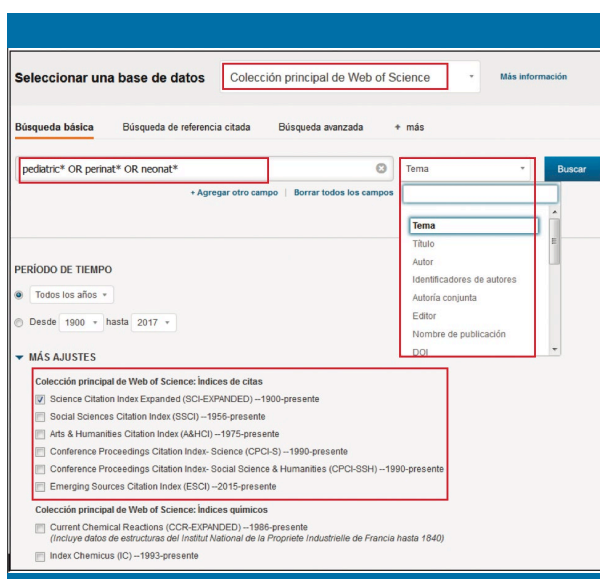 Seleccionar una base de datos Colección principal de Web of Science Más información
Búsqueda básica Búsqueda de referencia citada Búsqueda avanzada + más
pediatric* OR perinat* OR neonat* Tema Buscar
+ Agregar otro campo | Borrar todos los campos
Tema
Título
Autor
Identificadores de autores
Autoría conjunta
Editor
Nombre de publicación
DOI
PERÍODO DE TIEMPO
Todos los años
Desde 1900 hasta 2017
MÁS AJUSTES
Colección principal de Web of Science: Índices de citas
Science Citation Index Expanded (SCI-EXPANDED) --1900-presente
Social Sciences Citation Index (SSCI) --1956-presente
Arts & Humanities Citation Index (A&HCI) --1975-presente
Conference Proceedings Citation Index- Science (CPCI-S) --1990-presente
Conference Proceedings Citation Index- Social Science & Humanities (CPCI-SSH) --1990-presente
Emerging Sources Citation Index (ESCI) --2015-presente
Colección principal de Web of Science: Índices químicos
Current Chemical Reactions (CCR-EXPANDED) --1986-presente
(Incluye datos de estructuras del Institut National de la Propriete Industrielle de Francia hasta 1840)
Index Chemicus (IC) --1993-presente